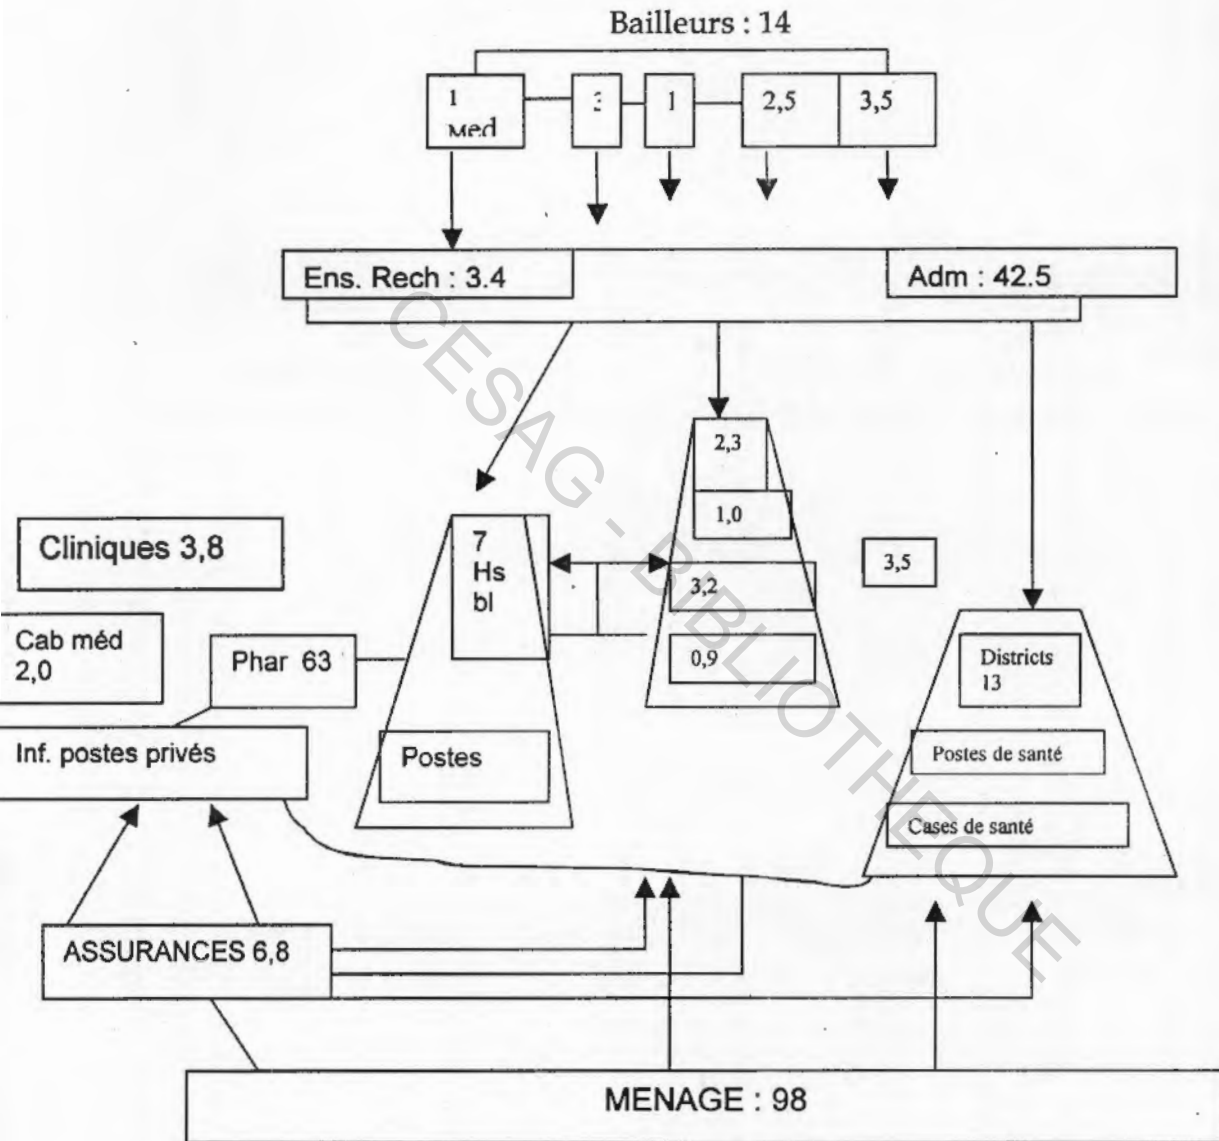 Bailleurs : 14
1
Med
1
2,5
3,5
Ens. Rech : 3.4
Adm : 42.5
2,3
1,0
3,2
0,9
3,5
7
Hs
bl
Cliniques 3,8
Cab méd
2,0
Phar 63
Inf. postes privés
Postes
Districts
13
Postes de santé
Cases de santé
ASSURANCES 6,8
MENAGE : 98
CESAG - BIBLIOTHEQUE